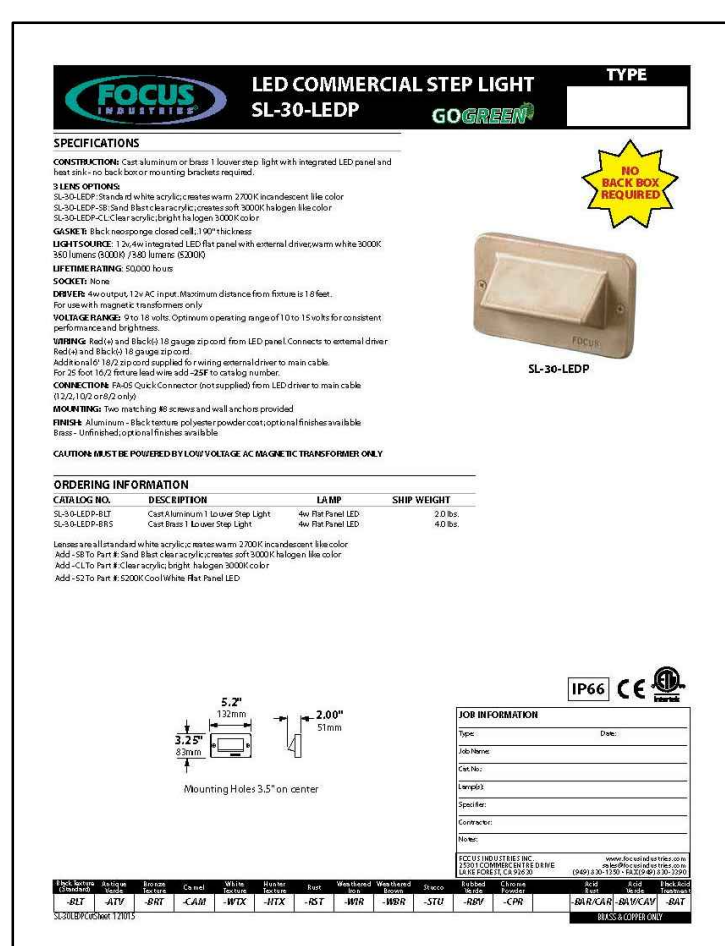 FOCUS
INDUSTRIES®
LED COMMERCIAL STEP LIGHT
SL-30-LEDP
GOGREEN
TYPE
SPECIFICATIONS
CONSTRUCTION: Cast aluminum or brass 1 louver step light with integrated LED panel and
heat sink - no back box or mounting brackets required.
3 LENS OPTIONS:
SL-30-LEDP: Standard white acrylic; creates warm 2700K incandescent like color
SL-30-LEDP-SB: Sand Blast clear acrylic; creates soft 3000K halogen like color
SL-30-LEDP-CL: Clear acrylic; bright halogen 3000K color
GASKET: Black neosponge closed cell; .190" thickness
LIGHT SOURCE: 12v, 4w integrated LED flat panel with external driver, warm white 3000K
350 lumens (3000K) / 380 lumens (5200K)
LIFETIME RATING: 50,000 hours
SOCKET: None
DRIVER: 4w output, 12v AC input. Maximum distance from fixture is 18 feet.
For use with magnetic transformers only
VOLTAGE RANGE: 9 to 18 volts. Optimum operating range of 10 to 15 volts for consistent
performance and brightness.
WIRING: Red(+) and Black(-) 18 gauge zip cord from LED panel. Connects to external driver
Red(+) and Black(-) 18 gauge zip cord.
Additional 6' 18/2 zip cord supplied for wiring external driver to main cable.
For 25 foot 16/2 fixture lead wire add -25F to catalog number.
CONNECTION: FA-05 Quick Connector (not supplied) from LED driver to main cable
(12/2, 10/2 or 8/2 only)
MOUNTING: Two matching #8 screws and wall anchors provided
FINISH: Aluminum - Black texture polyester powder coat; optional finishes available
Brass - Unfinished; optional finishes available
CAUTION: MUST BE POWERED BY LOW VOLTAGE AC MAGNETIC TRANSFORMER ONLY
NO
BACK BOX
REQUIRED
FOCUS
SL-30-LEDP
ORDERING INFORMATION
CATALOG NO. DESCRIPTION LAMP SHIP WEIGHT
SL-30-LEDP-BLT Cast Aluminum 1 Louver Step Light 4w Flat Panel LED 2.0 lbs.
SL-30-LEDP-BRS Cast Brass 1 Louver Step Light 4w Flat Panel LED 4.0 lbs.
Lenses are all standard white acrylic; creates warm 2700K incandescent like color
Add -SB To Part #: Sand Blast clear acrylic; creates soft 3000K halogen like color
Add -CL To Part #: Clear acrylic; bright halogen 3000K color
Add -52 To Part #: 5200K Cool White Flat Panel LED
IP66 CE ETL Intertek
5.2"
132mm
2.00"
51mm
3.25"
83mm
Mounting Holes 3.5" on center
JOB INFORMATION
Type: Date:
Job Name:
Cat. No.:
Lamp(s):
Specifier:
Contractor:
Notes:
FOCUS INDUSTRIES INC. www.focusindustries.com
25301 COMMERCENTRE DRIVE sales@focusindustries.com
LAKE FOREST, CA 92630 (949) 830-1350 • FAX (949) 830-3390
Black Texture (Standard) Antique Verde Bronze Texture Camel White Texture Hunter Texture Rust Weathered Iron Weathered Brown Stucco Rubbed Verde Chrome Powder Acid Rust Acid Verde Black Acid Treatment
-BLT -ATV -BRT -CAM -WTX -HTX -RST -WIR -WBR -STU -RBV -CPR -BAR/CAR -BAV/CAV -BAT
SL30LEDPCutSheet 121015 BRASS & COPPER ONLY